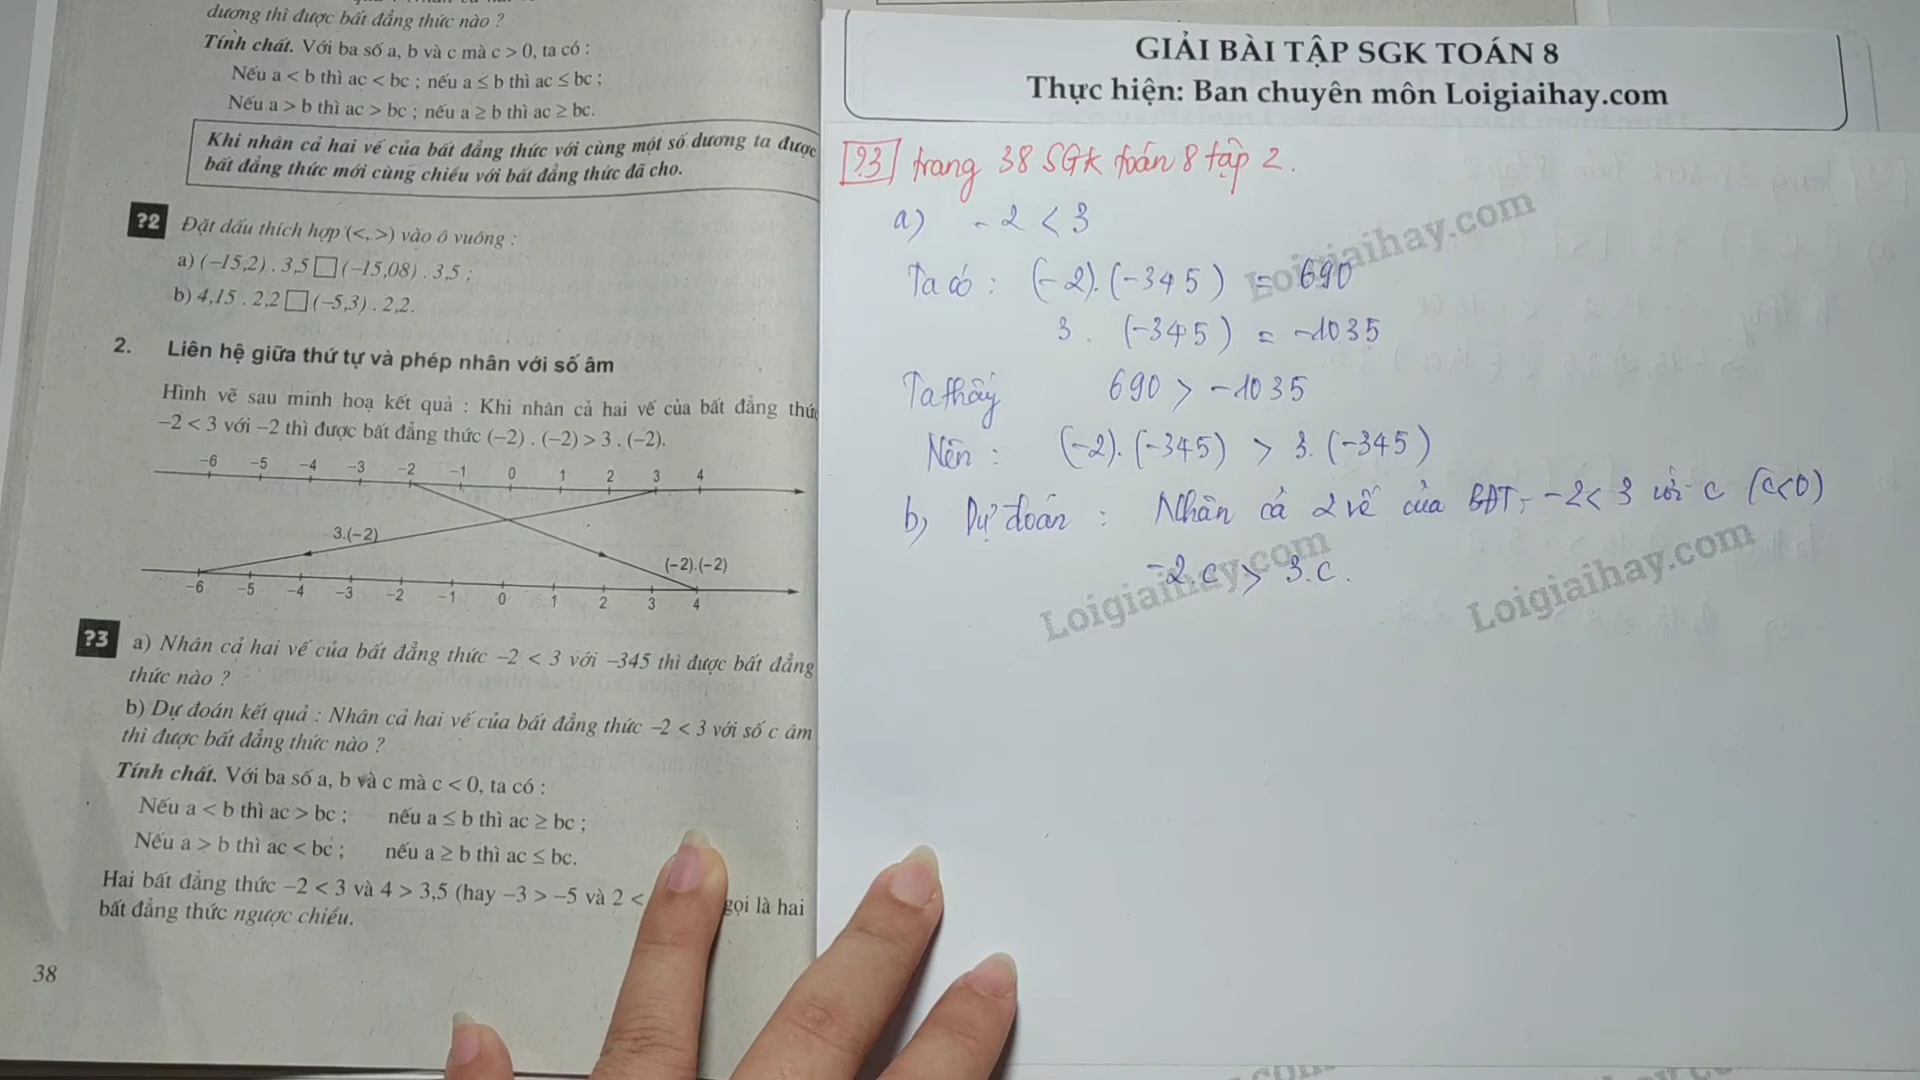 dương thì được bất đẳng thức nào ?
Tính chất. Với ba số a, b và c mà c > 0, ta có :
Nếu a < b thì ac < bc ; nếu a ≤ b thì ac ≤ bc ;
Nếu a > b thì ac > bc ; nếu a ≥ b thì ac ≥ bc.
Khi nhân cả hai vế của bất đẳng thức với cùng một số dương ta được
bất đẳng thức mới cùng chiều với bất đẳng thức đã cho.
?2 Đặt dấu thích hợp (<, >) vào ô vuông :
a) (−15,2) . 3,5 □ (−15,08) . 3,5 ;
b) 4,15 . 2,2 □ (−5,3) . 2,2.
2. Liên hệ giữa thứ tự và phép nhân với số âm
Hình vẽ sau minh hoạ kết quả : Khi nhân cả hai vế của bất đẳng thức
−2 < 3 với −2 thì được bất đẳng thức (−2) . (−2) > 3 . (−2).
−6 −5 −4 −3 −2 −1 0 1 2 3 4
3.(−2)
(−2).(−2)
−6 −5 −4 −3 −2 −1 0 1 2 3 4
?3 a) Nhân cả hai vế của bất đẳng thức −2 < 3 với −345 thì được bất đẳng
thức nào ?
b) Dự đoán kết quả : Nhân cả hai vế của bất đẳng thức −2 < 3 với số c âm
thì được bất đẳng thức nào ?
Tính chất. Với ba số a, b và c mà c < 0, ta có :
Nếu a < b thì ac > bc ; nếu a ≤ b thì ac ≥ bc ;
Nếu a > b thì ac < bc ; nếu a ≥ b thì ac ≤ bc.
Hai bất đẳng thức −2 < 3 và 4 > 3,5 (hay −3 > −5 và 2 < gọi là hai
bất đẳng thức ngược chiều.
38
GIẢI BÀI TẬP SGK TOÁN 8
Thực hiện: Ban chuyên môn Loigiaihay.com
?3 trang 38 SGK toán 8 tập 2.
a) -2 < 3
Ta có : (-2).(-345) = 690
3 . (-345) = -1035
Ta thấy 690 > -1035
Nên : (-2).(-345) > 3.(-345)
b) Dự đoán : Nhân cả 2 vế của BĐT -2 < 3 với c (c<0)
-2.c > 3.c.
Loigiaihay.com
Loigiaihay.com
Loigiaihay.com